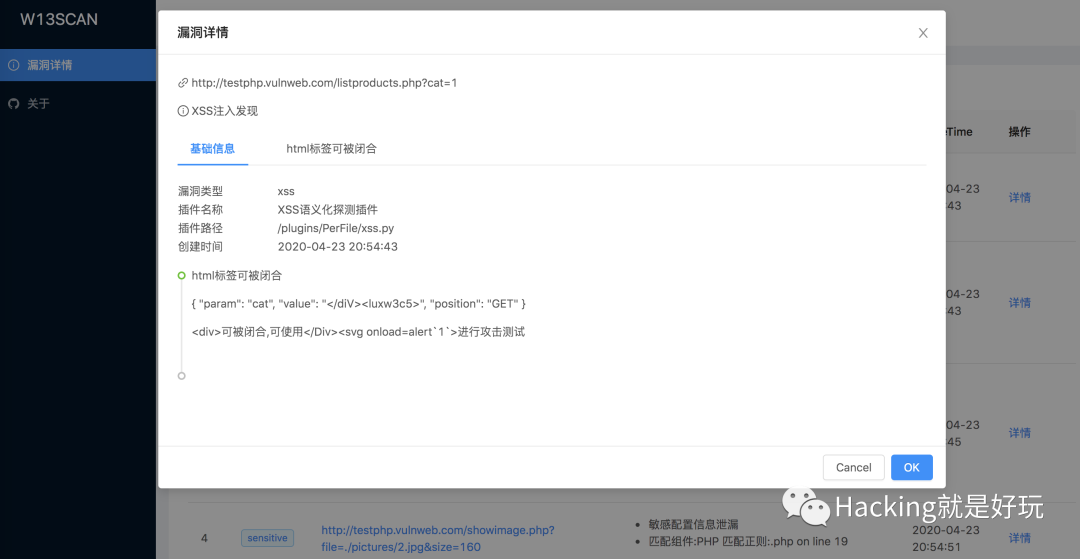 W13SCAN
漏洞详情
关于
漏洞详情
http://testphp.vulnweb.com/listproducts.php?cat=1
XSS注入发现
基础信息 html标签可被闭合
漏洞类型 xss
插件名称 XSS语义化探测插件
插件路径 /plugins/PerFile/xss.py
创建时间 2020-04-23 20:54:43
html标签可被闭合
{ "param": "cat", "value": "</diV><luxw3c5>", "position": "GET" }
<div>可被闭合,可使用</Div><svg onload=alert`1`>进行攻击测试
Cancel OK
Time 操作
04-23
43
详情
04-23
43
详情
04-23
45
详情
4 sensitive
http://testphp.vulnweb.com/showimage.php?
file=./pictures/2.jpg&size=160
敏感配置信息泄漏
匹配组件:PHP 匹配正则:.php on line 19
2020-04-23
20:54:51
详情
Hacking就是好玩